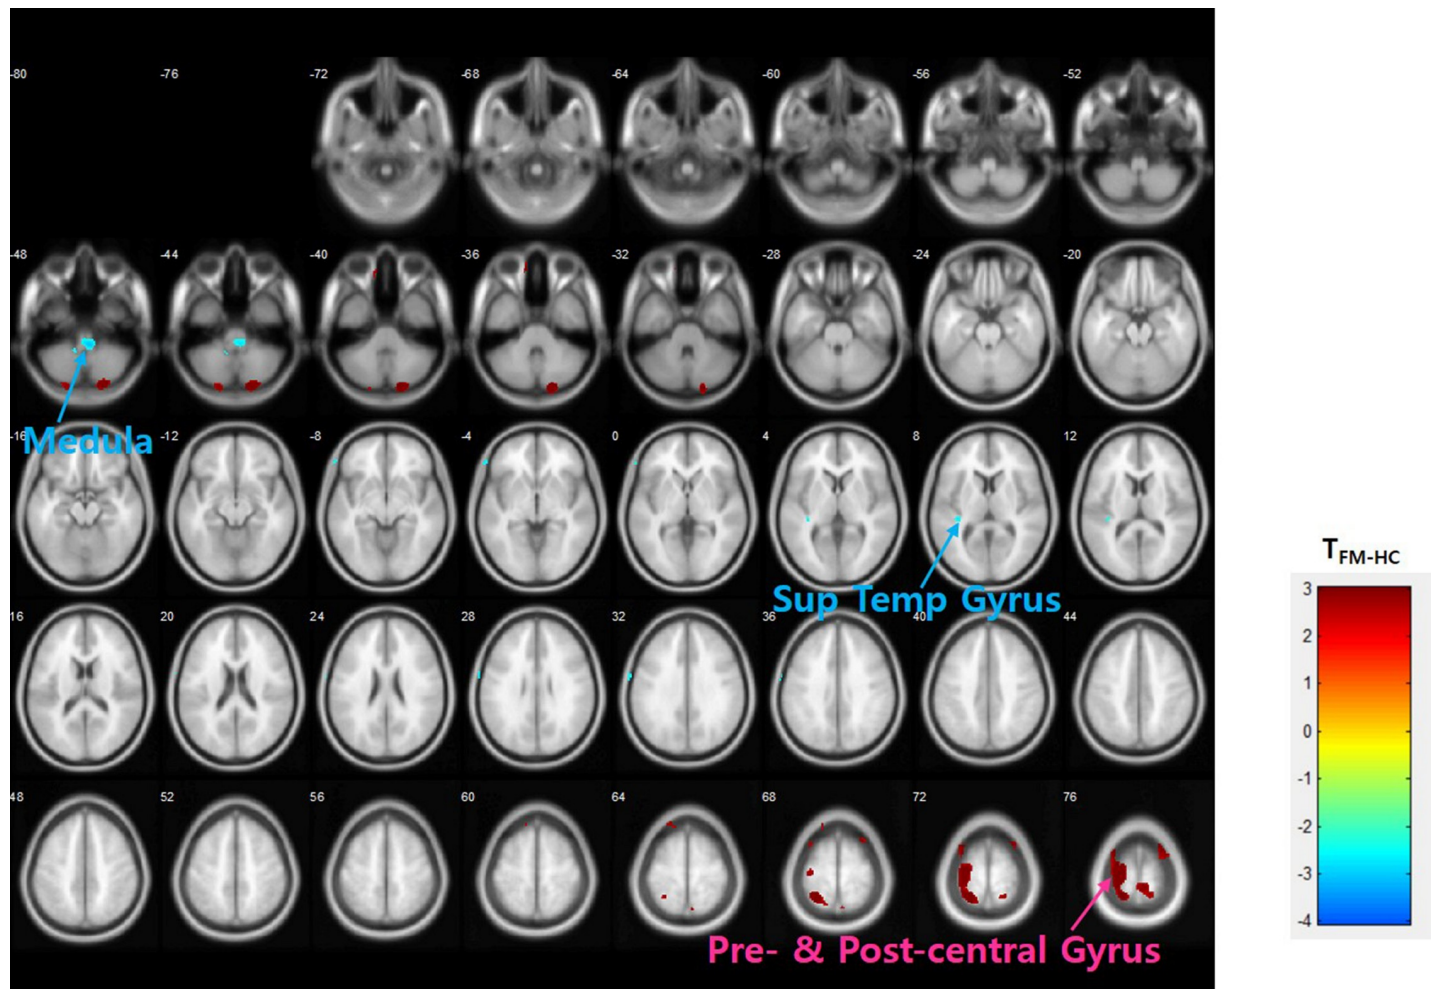 -80 -76 -72 -68 -64 -60 -56 -52
-48 -44 -40 -36 -32 -28 -24 -20
Medula
-16 -12 -8 -4 0 4 8 12
Sup Temp Gyrus
16 20 24 28 32 36 40 44
48 52 56 60 64 68 72 76
Pre- & Post-central Gyrus
TFM-HC
3
2
1
0
-1
-2
-3
-4